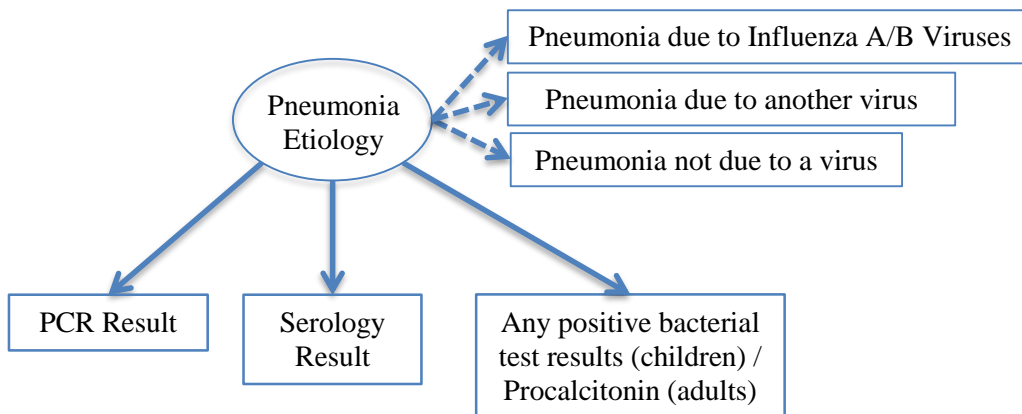 Pneumonia due to Influenza A/B Viruses
Pneumonia
Etiology
Pneumonia due to another virus
Pneumonia not due to a virus
PCR Result
Serology
Result
Any positive bacterial
test results (children) /
Procalcitonin (adults)